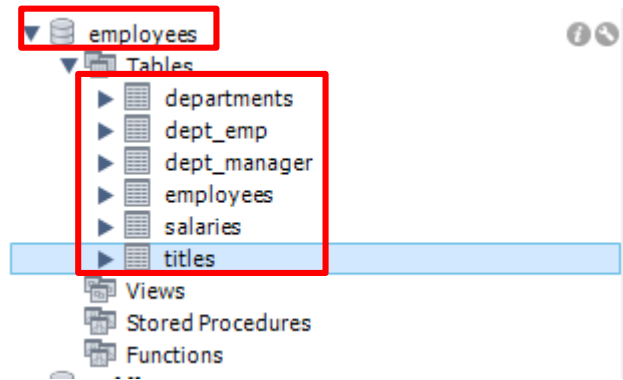 employees
Tables
departments
dept_emp
dept_manager
employees
salaries
titles
Views
Stored Procedures
Functions